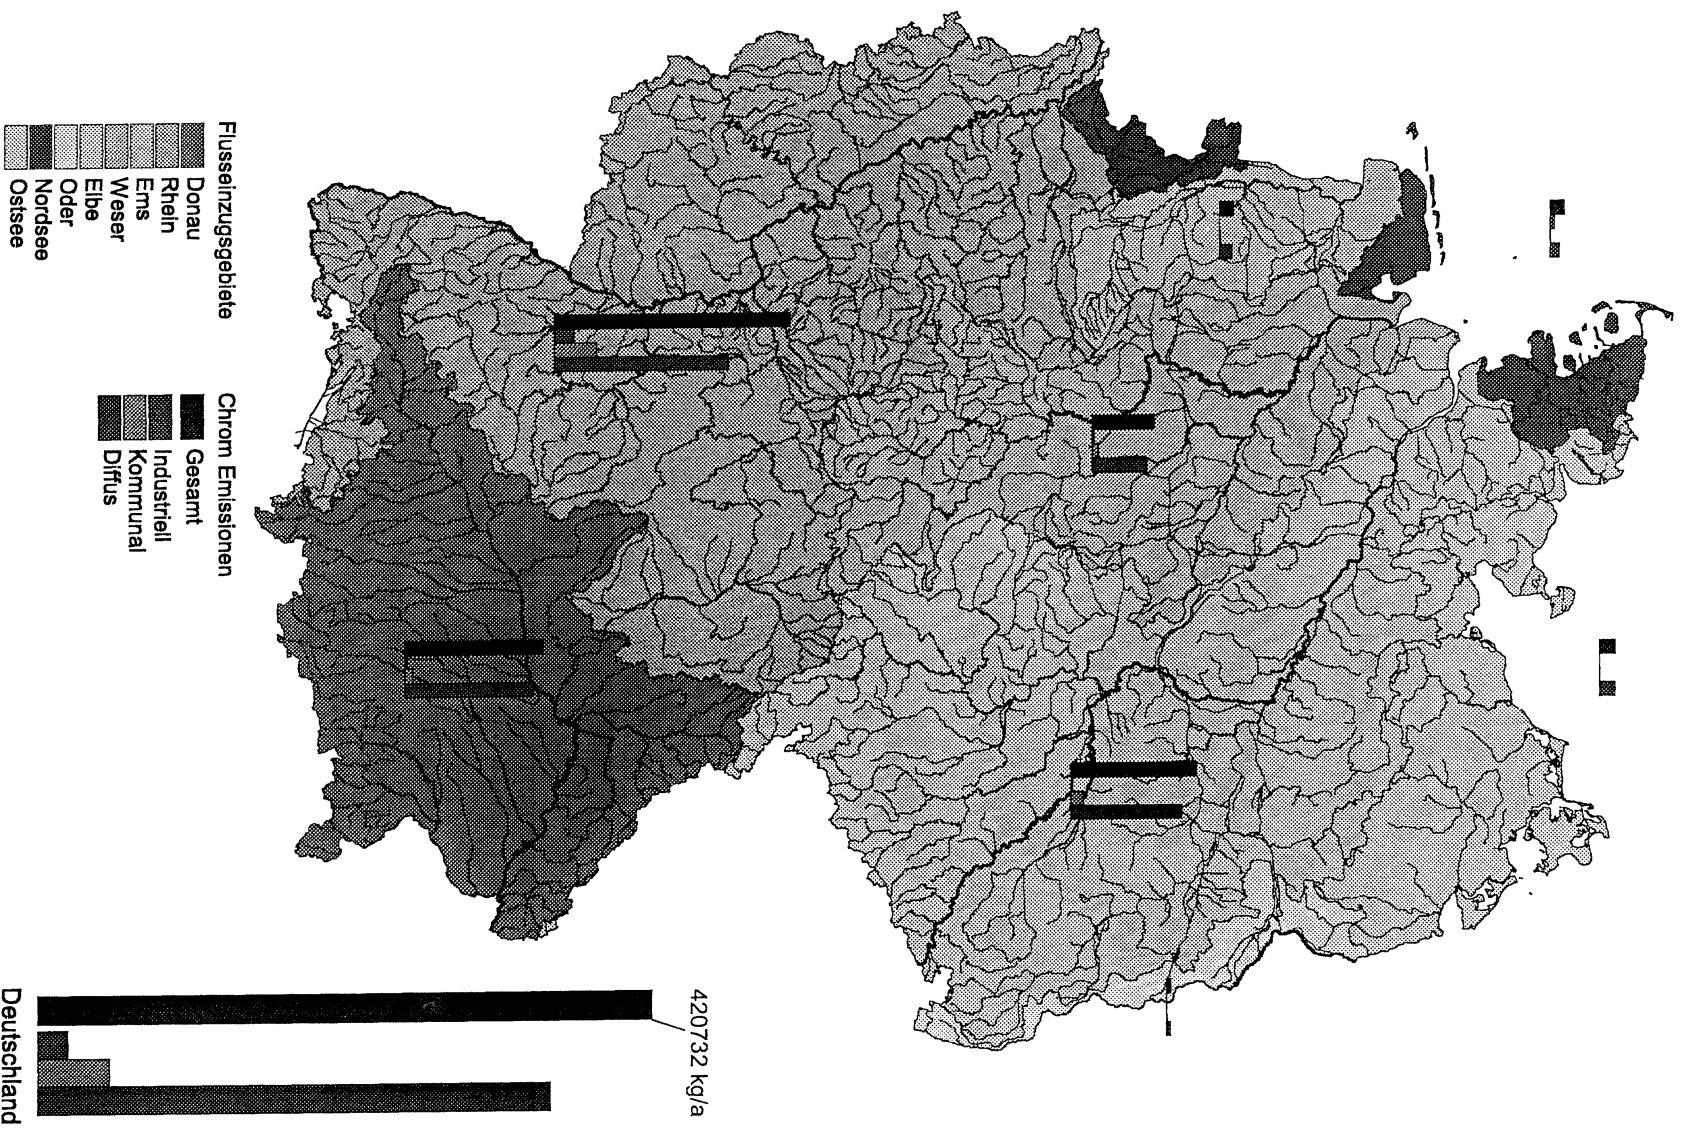 Flusseinzugsgebiete
Donau
Rhein
Ems
Weser
Elbe
Oder
Nordsee
Ostsee
Chrom Emissionen
Gesamt
Industriell
Kommunal
Diffus
420732 kg/a
Deutschland